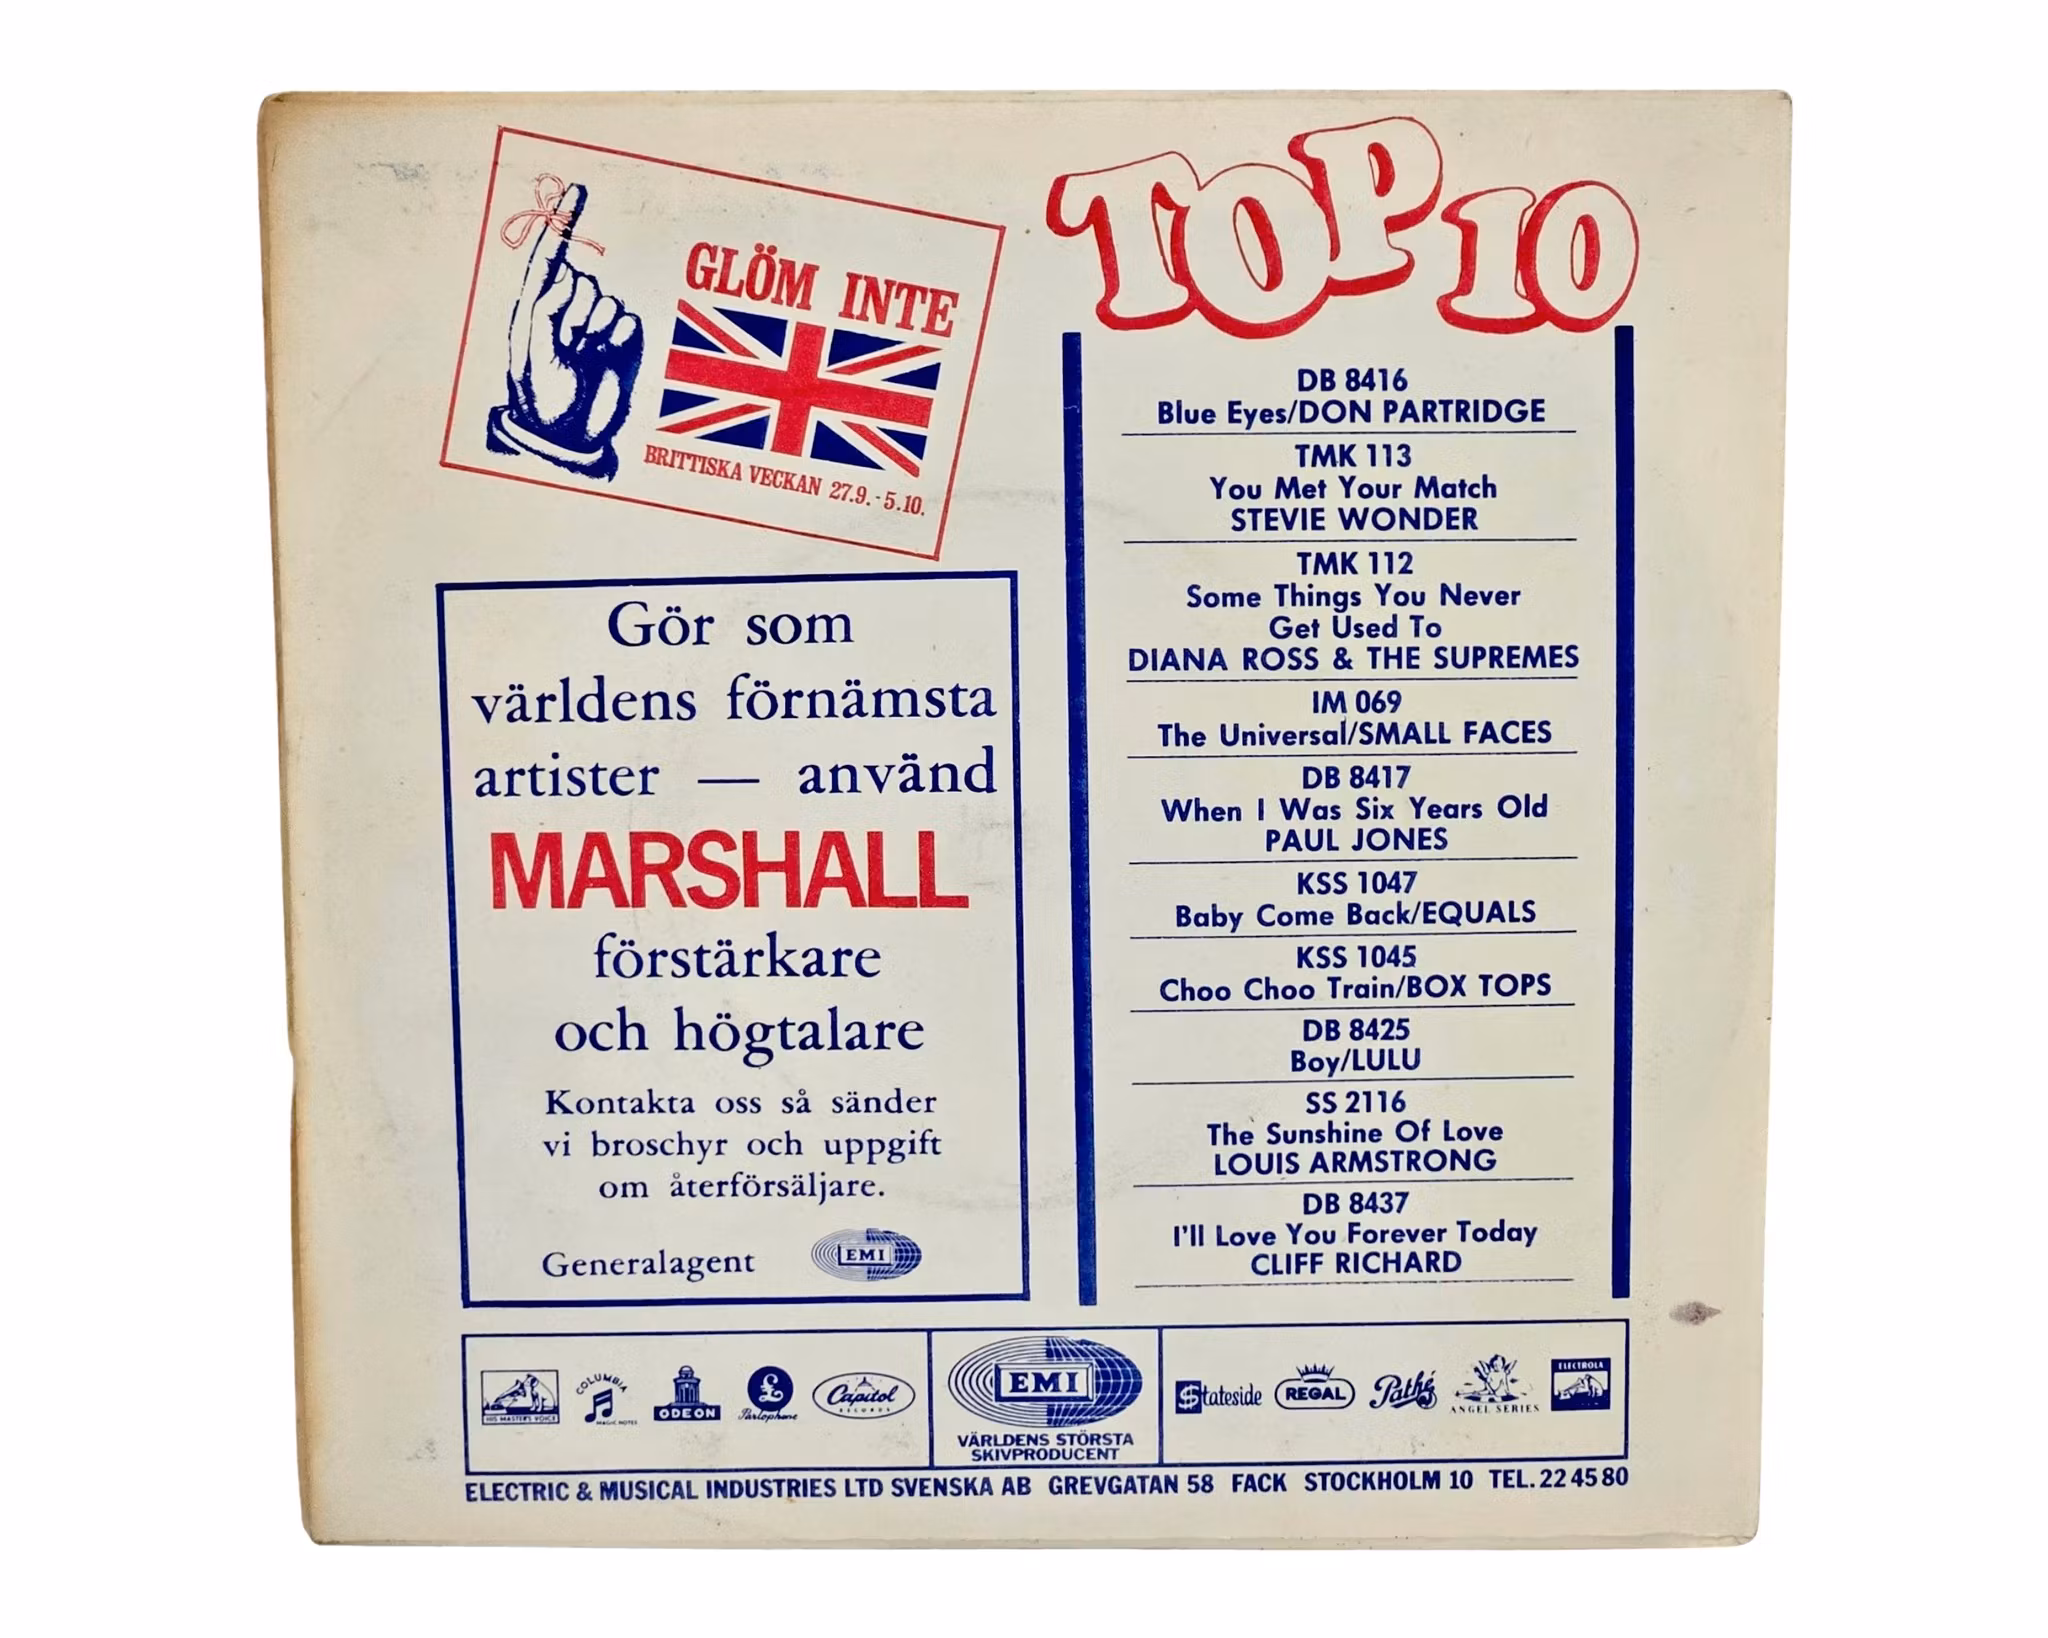 GLÖM INTE
BRITTISKA VECKAN 27.9.-5.10.
Gör som
världens förnämsta
artister — använd
MARSHALL
förstärkare
och högtalare
Kontakta oss så sänder
vi broschyr och uppgift
om återförsäljare.
Generalagent
EMI
TOP 10
DB 8416
Blue Eyes/DON PARTRIDGE
TMK 113
You Met Your Match
STEVIE WONDER
TMK 112
Some Things You Never
Get Used To
DIANA ROSS & THE SUPREMES
IM 069
The Universal/SMALL FACES
DB 8417
When I Was Six Years Old
PAUL JONES
KSS 1047
Baby Come Back/EQUALS
KSS 1045
Choo Choo Train/BOX TOPS
DB 8425
Boy/LULU
SS 2116
The Sunshine Of Love
LOUIS ARMSTRONG
DB 8437
I'll Love You Forever Today
CLIFF RICHARD
HIS MASTER'S VOICE
COLUMBIA
MAGIC NOTES
ODEON
Parlophone
Capitol
RECORDS
EMI
VÄRLDENS STÖRSTA
SKIVPRODUCENT
Stateside
REGAL
Pathé
ANGEL SERIES
ELECTROLA
ELECTRIC & MUSICAL INDUSTRIES LTD SVENSKA AB GREVGATAN 58 FACK STOCKHOLM 10 TEL. 22 45 80